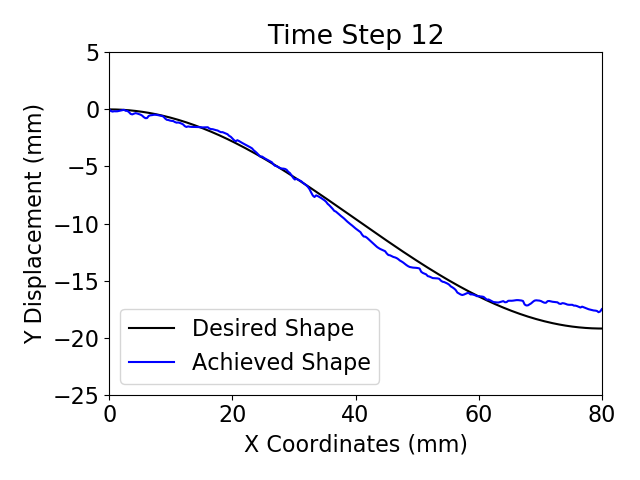 Time Step 12
Y Displacement (mm)
5
0
−5
−10
−15
−20
−25
Desired Shape
Achieved Shape
0 20 40 60 80
X Coordinates (mm)